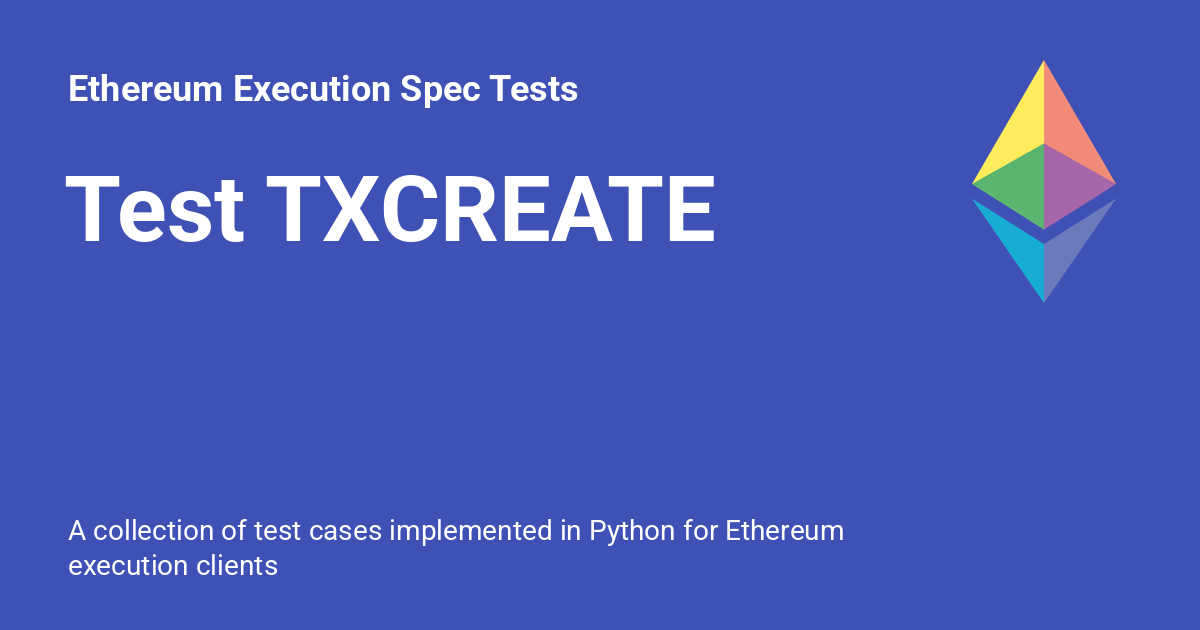 Ethereum Execution Spec Tests
Test TXCREATE
A collection of test cases implemented in Python for Ethereum
execution clients